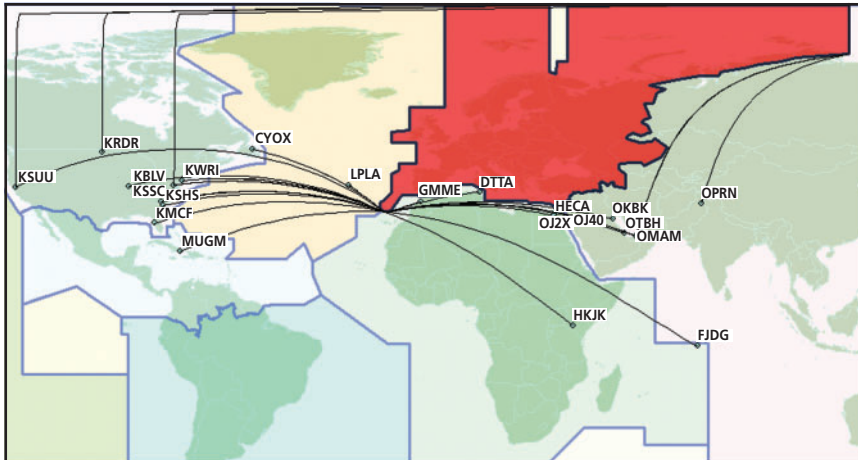 CYOX
KRDR
KWRI
KBLV
KSUU
LPLA
DTTA
GMME
KSSC
KSHS
OPRN
HECA
OKBK
KMCF
OJ2X
OJ40
OTBH
OMAM
MUGM
HKJK
FJDG